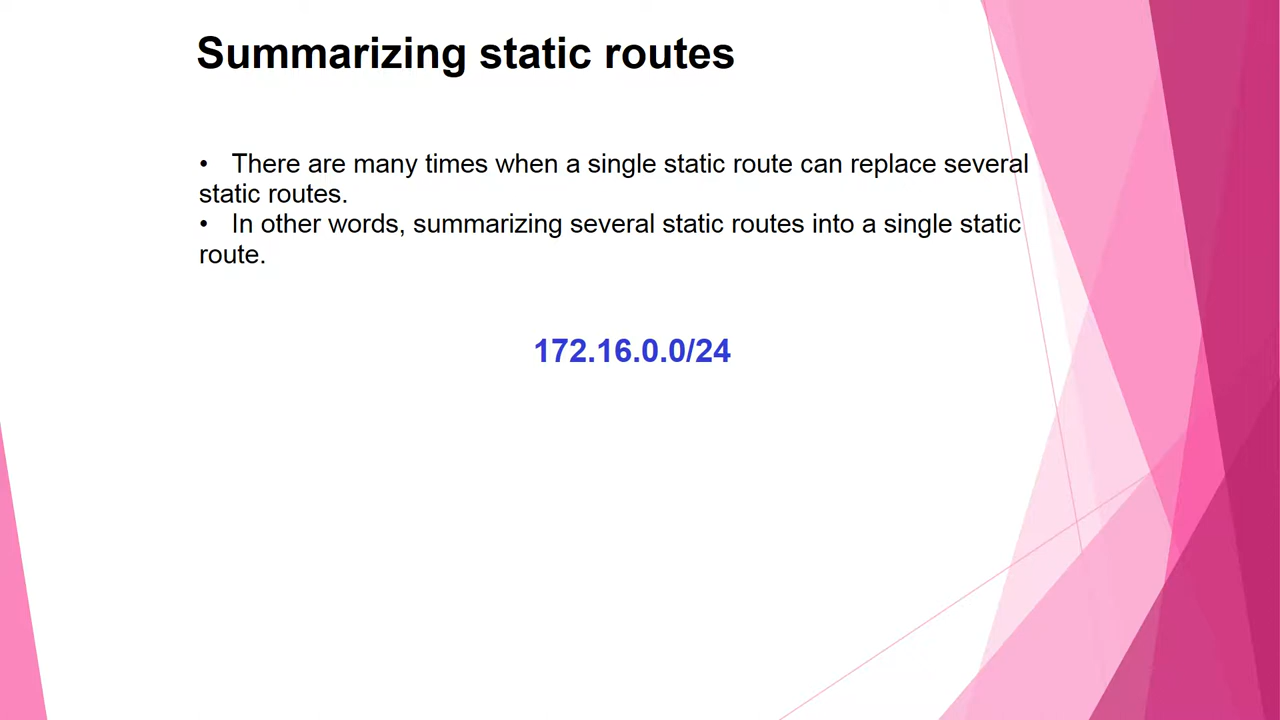 Summarizing static routes
• There are many times when a single static route can replace several
static routes.
• In other words, summarizing several static routes into a single static
route.
172.16.0.0/24